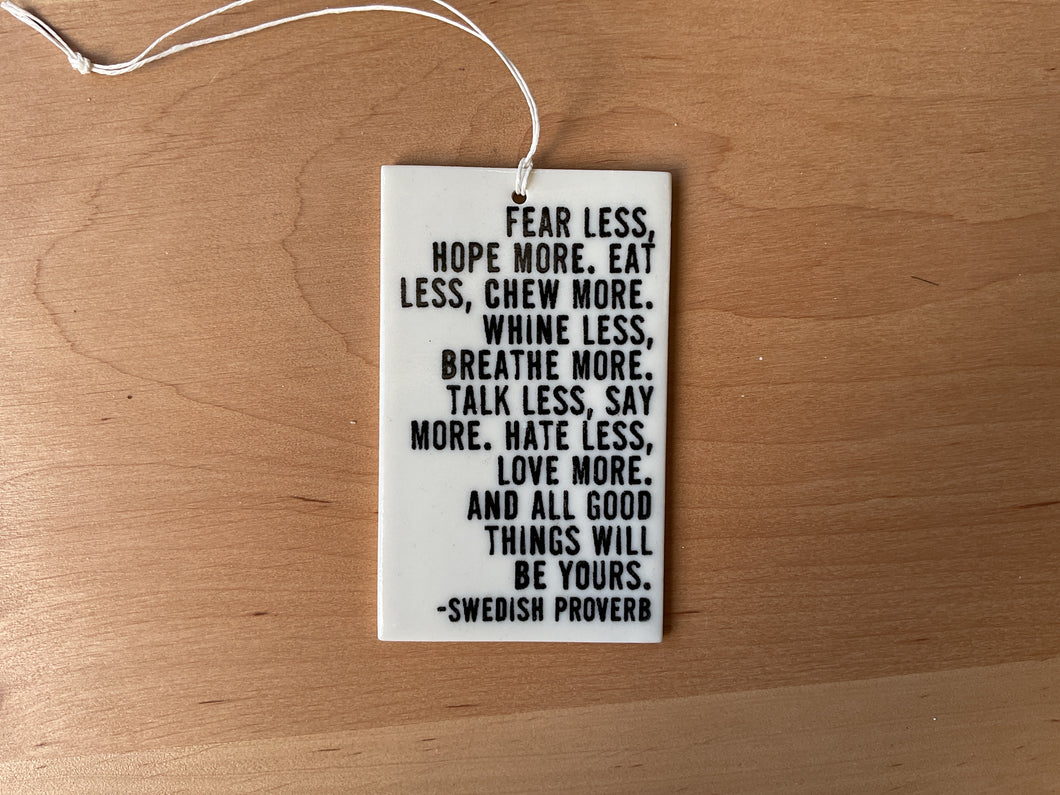 FEAR LESS,
HOPE MORE. EAT
LESS, CHEW MORE.
WHINE LESS,
BREATHE MORE.
TALK LESS, SAY
MORE. HATE LESS,
LOVE MORE.
AND ALL GOOD
THINGS WILL
BE YOURS.
-SWEDISH PROVERB